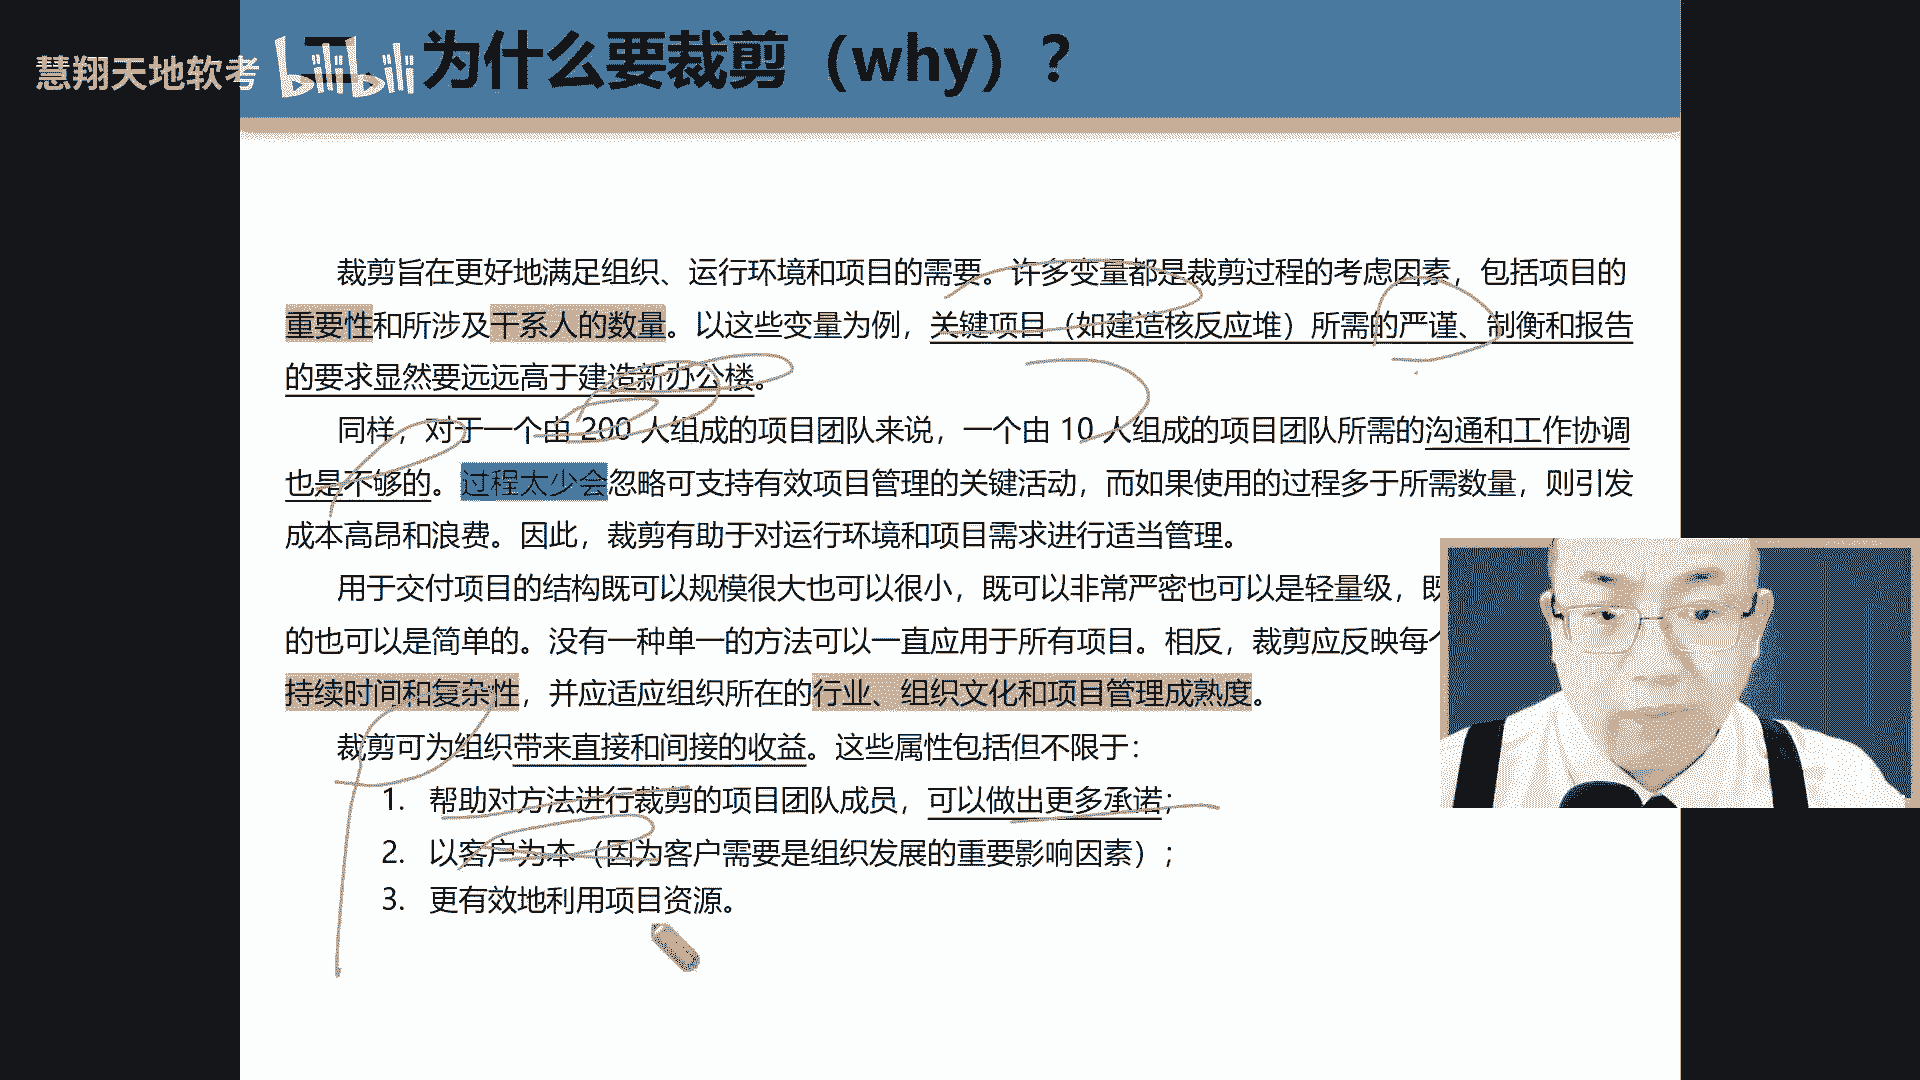 慧翔天地软考
bilibili
二、为什么要裁剪（why）？
裁剪旨在更好地满足组织、运行环境和项目的需要。许多变量都是裁剪过程的考虑因素，包括项目的
重要性和所涉及干系人的数量。以这些变量为例，关键项目（如建造核反应堆）所需的严谨、制衡和报告
的要求显然要远远高于建造新办公楼。
同样，对于一个由 200 人组成的项目团队来说，一个由 10 人组成的项目团队所需的沟通和工作协调
也是不够的。过程太少会忽略可支持有效项目管理的关键活动，而如果使用的过程多于所需数量，则引发
成本高昂和浪费。因此，裁剪有助于对运行环境和项目需求进行适当管理。
用于交付项目的结构既可以规模很大也可以很小，既可以非常严密也可以是轻量级，既
的也可以是简单的。没有一种单一的方法可以一直应用于所有项目。相反，裁剪应反映每个
持续时间和复杂性，并应适应组织所在的行业、组织文化和项目管理成熟度。
裁剪可为组织带来直接和间接的收益。这些属性包括但不限于：
1. 帮助对方法进行裁剪的项目团队成员，可以做出更多承诺；
2. 以客户为本（因为客户需要是组织发展的重要影响因素）；
3. 更有效地利用项目资源。